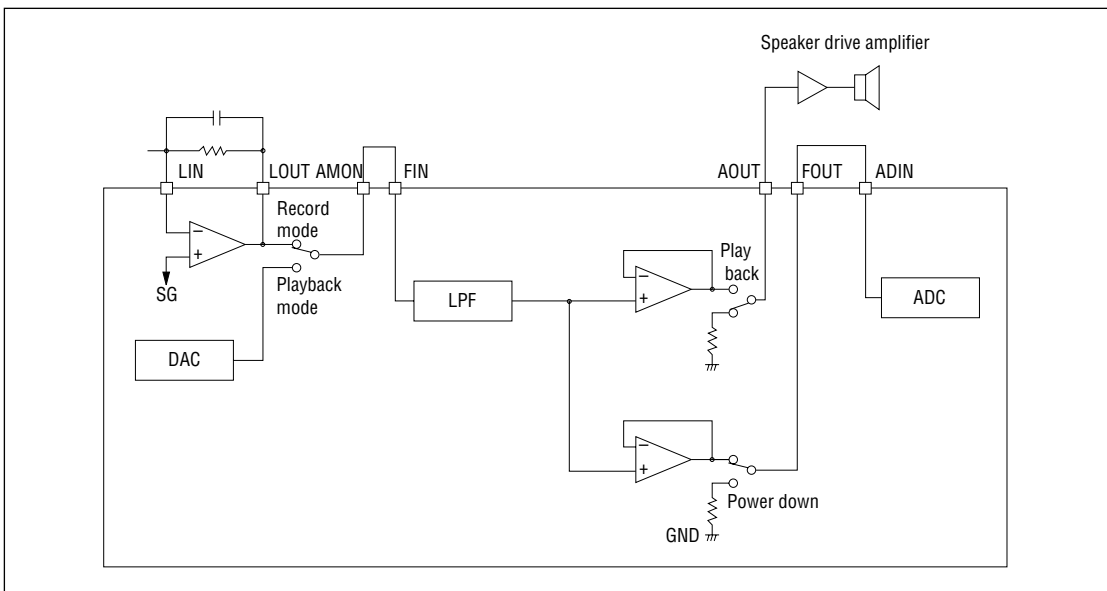 Speaker drive amplifier
LIN
LOUT
AMON
FIN
AOUT
FOUT
ADIN
−
+
SG
Record
mode
Playback
mode
DAC
LPF
−
+
Play
back
ADC
−
+
Power down
GND